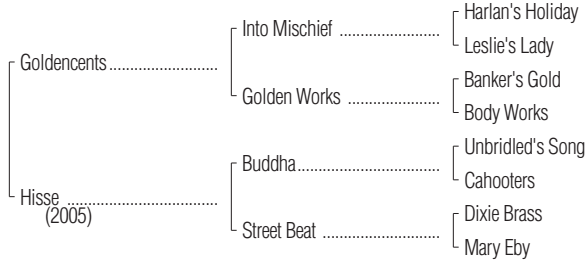 Harlan's Holiday
Into Mischief ....................
Leslie's Lady
Goldencents.....................
Banker's Gold
Golden Works ..................
Body Works
Unbridled's Song
Buddha............................
Cahooters
Hisse .............................
(2005)
Dixie Brass
Street Beat .......................
Mary Eby